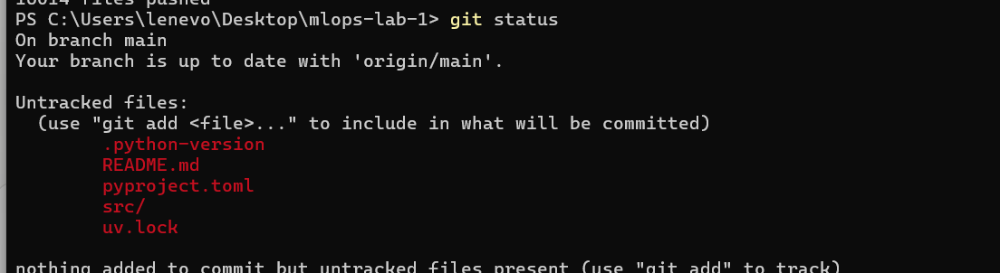 16014 files pushed
PS C:\Users\lenevo\Desktop\mlops-lab-1> git status
On branch main
Your branch is up to date with 'origin/main'.
Untracked files:
(use "git add <file>..." to include in what will be committed)
.python-version
README.md
pyproject.toml
src/
uv.lock
nothing added to commit but untracked files present (use "git add" to track)